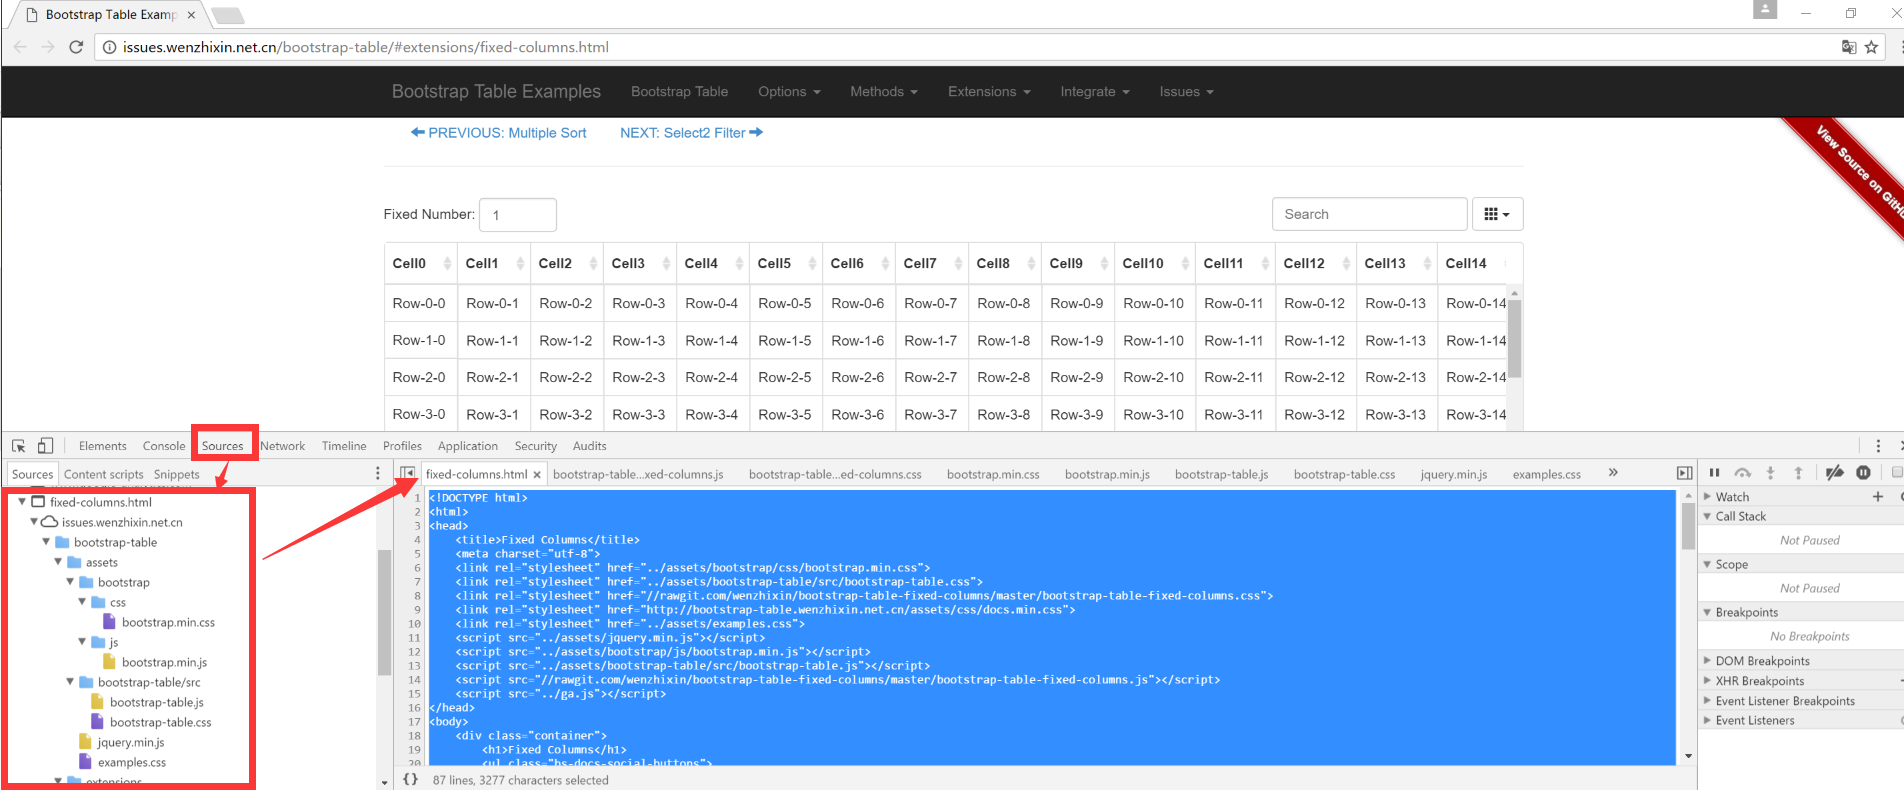 Bootstrap Table Examp
issues.wenzhixin.net.cn/bootstrap-table/#extensions/fixed-columns.html
Bootstrap Table Examples Bootstrap Table Options Methods Extensions Integrate Issues
PREVIOUS: Multiple Sort NEXT: Select2 Filter
View Source on GitHu
Fixed Number: 1 Search
Cell0 Cell1 Cell2 Cell3 Cell4 Cell5 Cell6 Cell7 Cell8 Cell9 Cell10 Cell11 Cell12 Cell13 Cell14
Row-0-0 Row-0-1 Row-0-2 Row-0-3 Row-0-4 Row-0-5 Row-0-6 Row-0-7 Row-0-8 Row-0-9 Row-0-10 Row-0-11 Row-0-12 Row-0-13 Row-0-14
Row-1-0 Row-1-1 Row-1-2 Row-1-3 Row-1-4 Row-1-5 Row-1-6 Row-1-7 Row-1-8 Row-1-9 Row-1-10 Row-1-11 Row-1-12 Row-1-13 Row-1-14
Row-2-0 Row-2-1 Row-2-2 Row-2-3 Row-2-4 Row-2-5 Row-2-6 Row-2-7 Row-2-8 Row-2-9 Row-2-10 Row-2-11 Row-2-12 Row-2-13 Row-2-14
Row-3-0 Row-3-1 Row-3-2 Row-3-3 Row-3-4 Row-3-5 Row-3-6 Row-3-7 Row-3-8 Row-3-9 Row-3-10 Row-3-11 Row-3-12 Row-3-13 Row-3-14
Elements Console Sources Network Timeline Profiles Application Security Audits
Sources Content scripts Snippets
fixed-columns.html
issues.wenzhixin.net.cn
bootstrap-table
assets
bootstrap
css
bootstrap.min.css
js
bootstrap.min.js
bootstrap-table/src
bootstrap-table.js
bootstrap-table.css
jquery.min.js
examples.css
extensions
fixed-columns.html × bootstrap-table...xed-columns.js bootstrap-table...ed-columns.css bootstrap.min.css bootstrap.min.js bootstrap-table.js bootstrap-table.css jquery.min.js examples.css »
1 <!DOCTYPE html>
2 <html>
3 <head>
4 <title>Fixed Columns</title>
5 <meta charset="utf-8">
6 <link rel="stylesheet" href="../assets/bootstrap/css/bootstrap.min.css">
7 <link rel="stylesheet" href="../assets/bootstrap-table/src/bootstrap-table.css">
8 <link rel="stylesheet" href="//rawgit.com/wenzhixin/bootstrap-table-fixed-columns/master/bootstrap-table-fixed-columns.css">
9 <link rel="stylesheet" href="http://bootstrap-table.wenzhixin.net.cn/assets/css/docs.min.css">
10 <link rel="stylesheet" href="../assets/examples.css">
11 <script src="../assets/jquery.min.js"></script>
12 <script src="../assets/bootstrap/js/bootstrap.min.js"></script>
13 <script src="../assets/bootstrap-table/src/bootstrap-table.js"></script>
14 <script src="//rawgit.com/wenzhixin/bootstrap-table-fixed-columns/master/bootstrap-table-fixed-columns.js"></script>
15 <script src="../ga.js"></script>
16 </head>
17 <body>
18 <div class="container">
19 <h1>Fixed Columns</h1>
20 <ul class="bs-docs-social-buttons">
{} 87 lines, 3277 characters selected
Watch
Call Stack
Not Paused
Scope
Not Paused
Breakpoints
No Breakpoints
DOM Breakpoints
XHR Breakpoints
Event Listener Breakpoints
Event Listeners